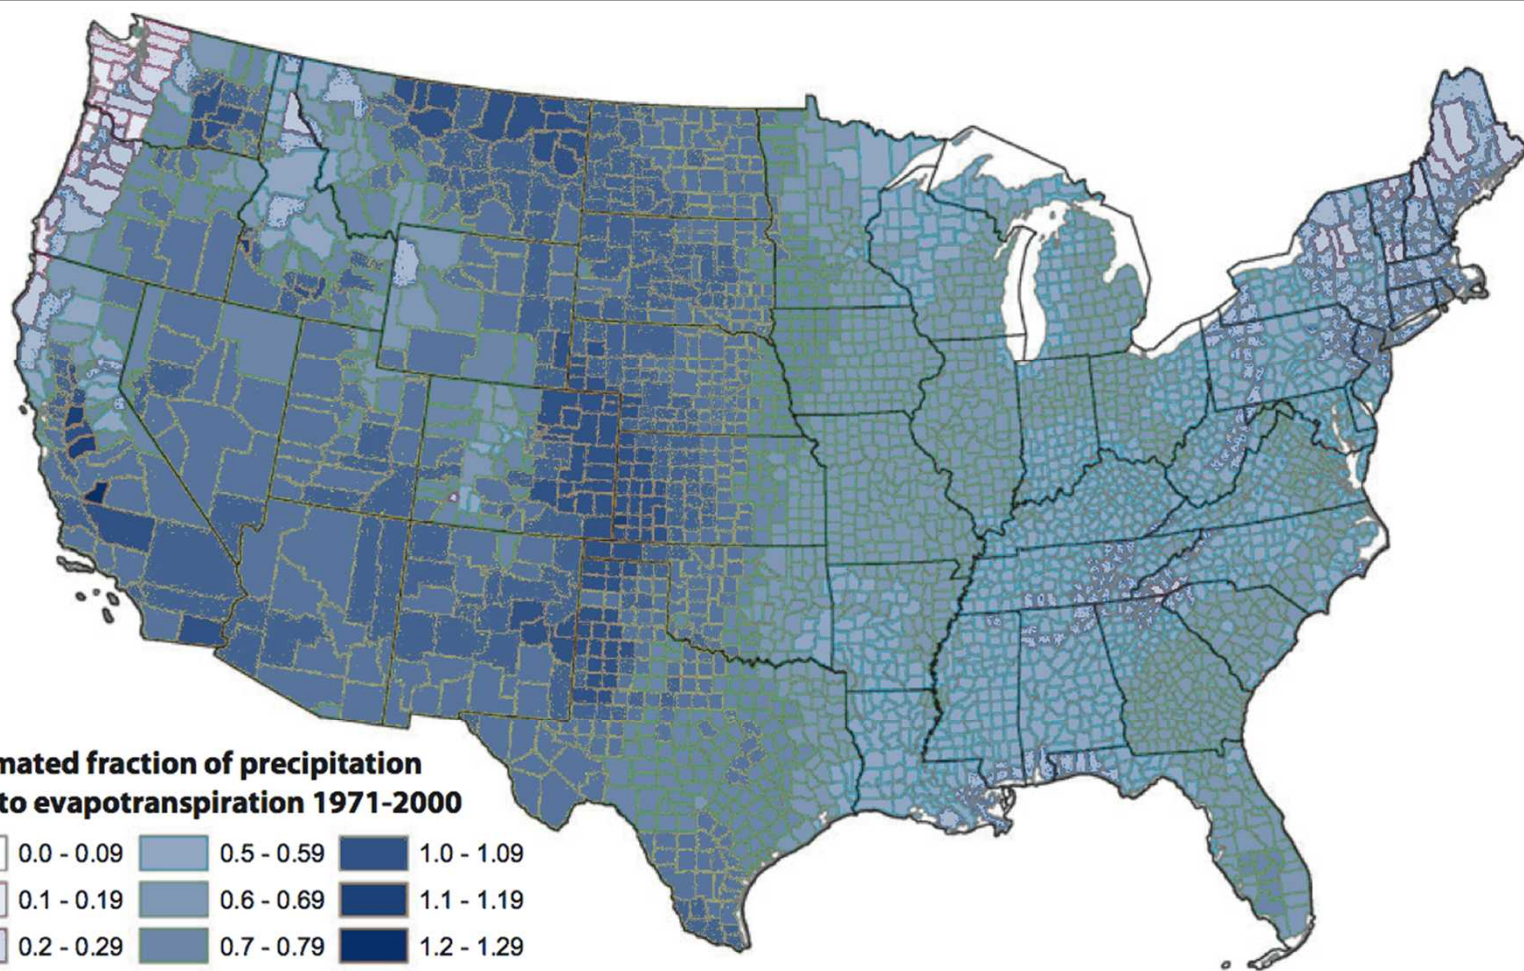 mated fraction of precipitation
to evapotranspiration 1971-2000
0.0 - 0.09 0.5 - 0.59 1.0 - 1.09
0.1 - 0.19 0.6 - 0.69 1.1 - 1.19
0.2 - 0.29 0.7 - 0.79 1.2 - 1.29